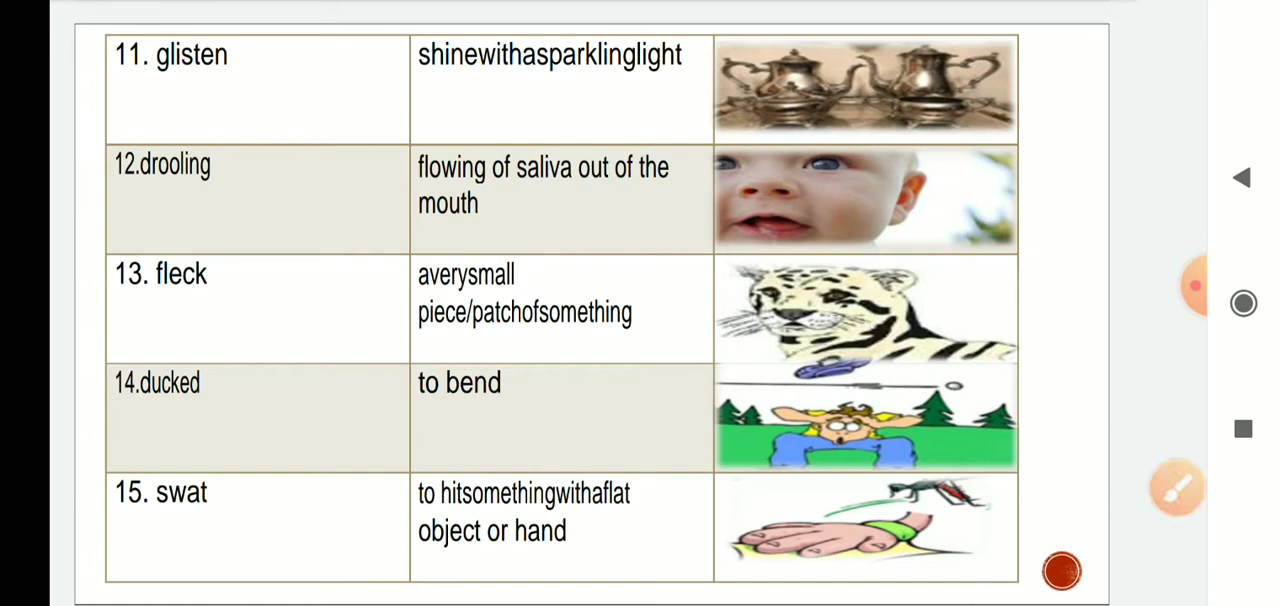 11. glisten
shinewithasparklinglight
12.drooling
flowing of saliva out of the
mouth
13. fleck
averysmall
piece/patchofsomething
14.ducked
to bend
15. swat
to hitsomethingwithaflat
object or hand